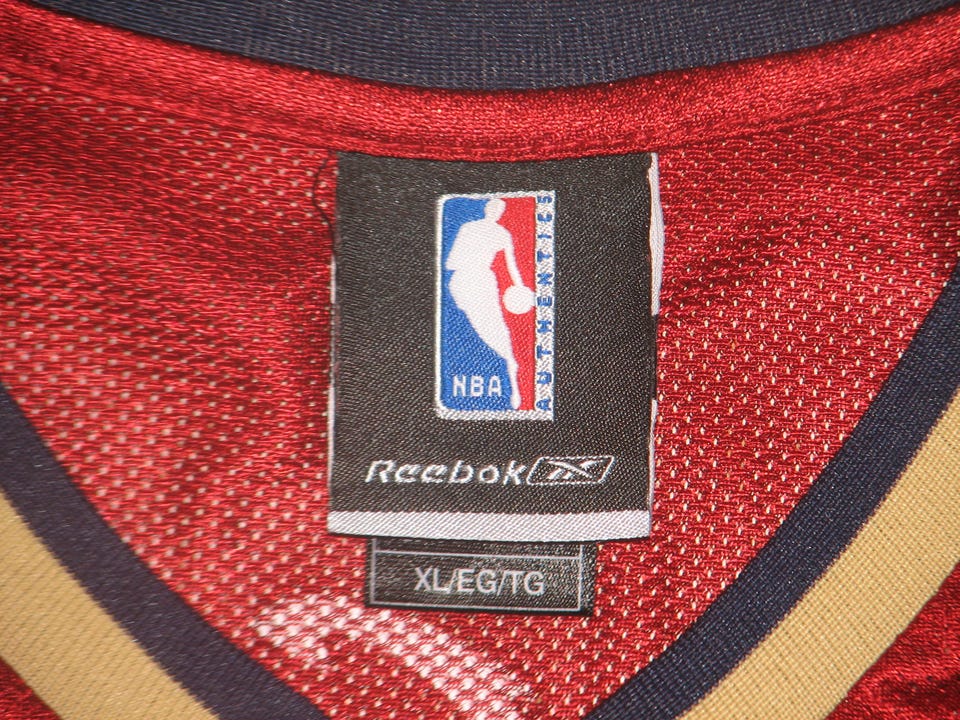 NBA
AUTHENTICS
Reebok
XL/EG/TG